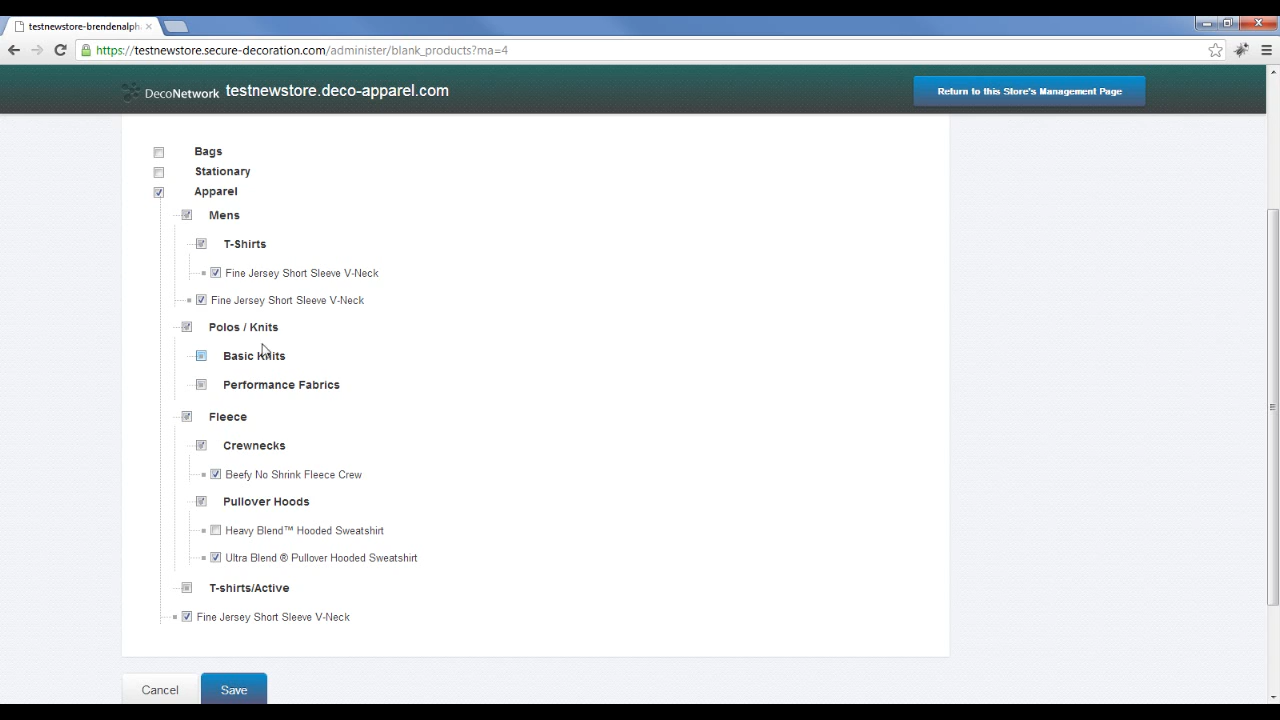 testnewstore-brendenalph
https://testnewstore.secure-decoration.com/administer/blank_products?ma=4
DecoNetwork testnewstore.deco-apparel.com
Return to this Store's Management Page
Bags
Stationary
Apparel
Mens
T-Shirts
Fine Jersey Short Sleeve V-Neck
Fine Jersey Short Sleeve V-Neck
Polos / Knits
Basic Knits
Performance Fabrics
Fleece
Crewnecks
Beefy No Shrink Fleece Crew
Pullover Hoods
Heavy Blend™ Hooded Sweatshirt
Ultra Blend ® Pullover Hooded Sweatshirt
T-shirts/Active
Fine Jersey Short Sleeve V-Neck
Cancel Save